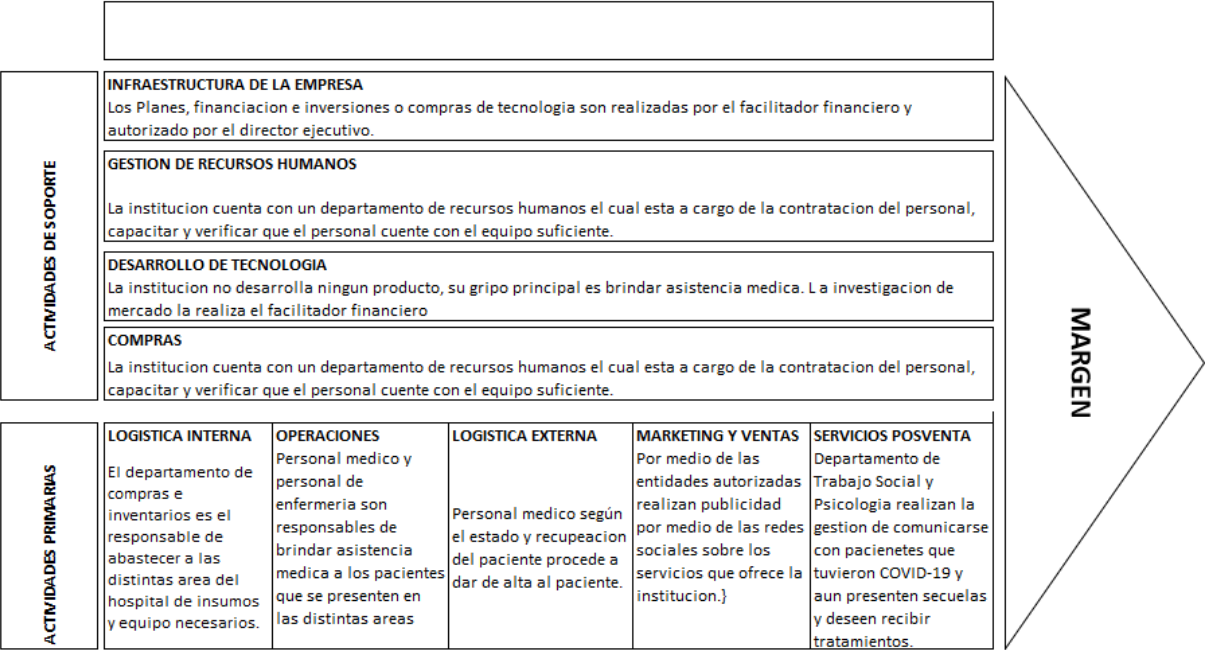 ACTIVIDADES DE SOPORTE
INFRAESTRUCTURA DE LA EMPRESA
Los Planes, financiacion e inversiones o compras de tecnologia son realizadas por el facilitador financiero y
autorizado por el director ejecutivo.
GESTION DE RECURSOS HUMANOS
La institucion cuenta con un departamento de recursos humanos el cual esta a cargo de la contratacion del personal,
capacitar y verificar que el personal cuente con el equipo suficiente.
DESARROLLO DE TECNOLOGIA
La institucion no desarrolla ningun producto, su gripo principal es brindar asistencia medica. L a investigacion de
mercado la realiza el facilitador financiero
COMPRAS
La institucion cuenta con un departamento de recursos humanos el cual esta a cargo de la contratacion del personal,
capacitar y verificar que el personal cuente con el equipo suficiente.
ACTIVIDADES PRIMARIAS
LOGISTICA INTERNA
El departamento de
compras e
inventarios es el
responsable de
abastecer a las
distintas area del
hospital de insumos
y equipo necesarios.
OPERACIONES
Personal medico y
personal de
enfermeria son
responsables de
brindar asistencia
medica a los pacientes
que se presenten en
las distintas areas
LOGISTICA EXTERNA
Personal medico según
el estado y recupeacion
del paciente procede a
dar de alta al paciente.
MARKETING Y VENTAS
Por medio de las
entidades autorizadas
realizan publicidad
por medio de las redes
sociales sobre los
servicios que ofrece la
institucion.}
SERVICIOS POSVENTA
Departamento de
Trabajo Social y
Psicologia realizan la
gestion de comunicarse
con pacienetes que
tuvieron COVID-19 y
aun presenten secuelas
y deseen recibir
tratamientos.
MARGEN